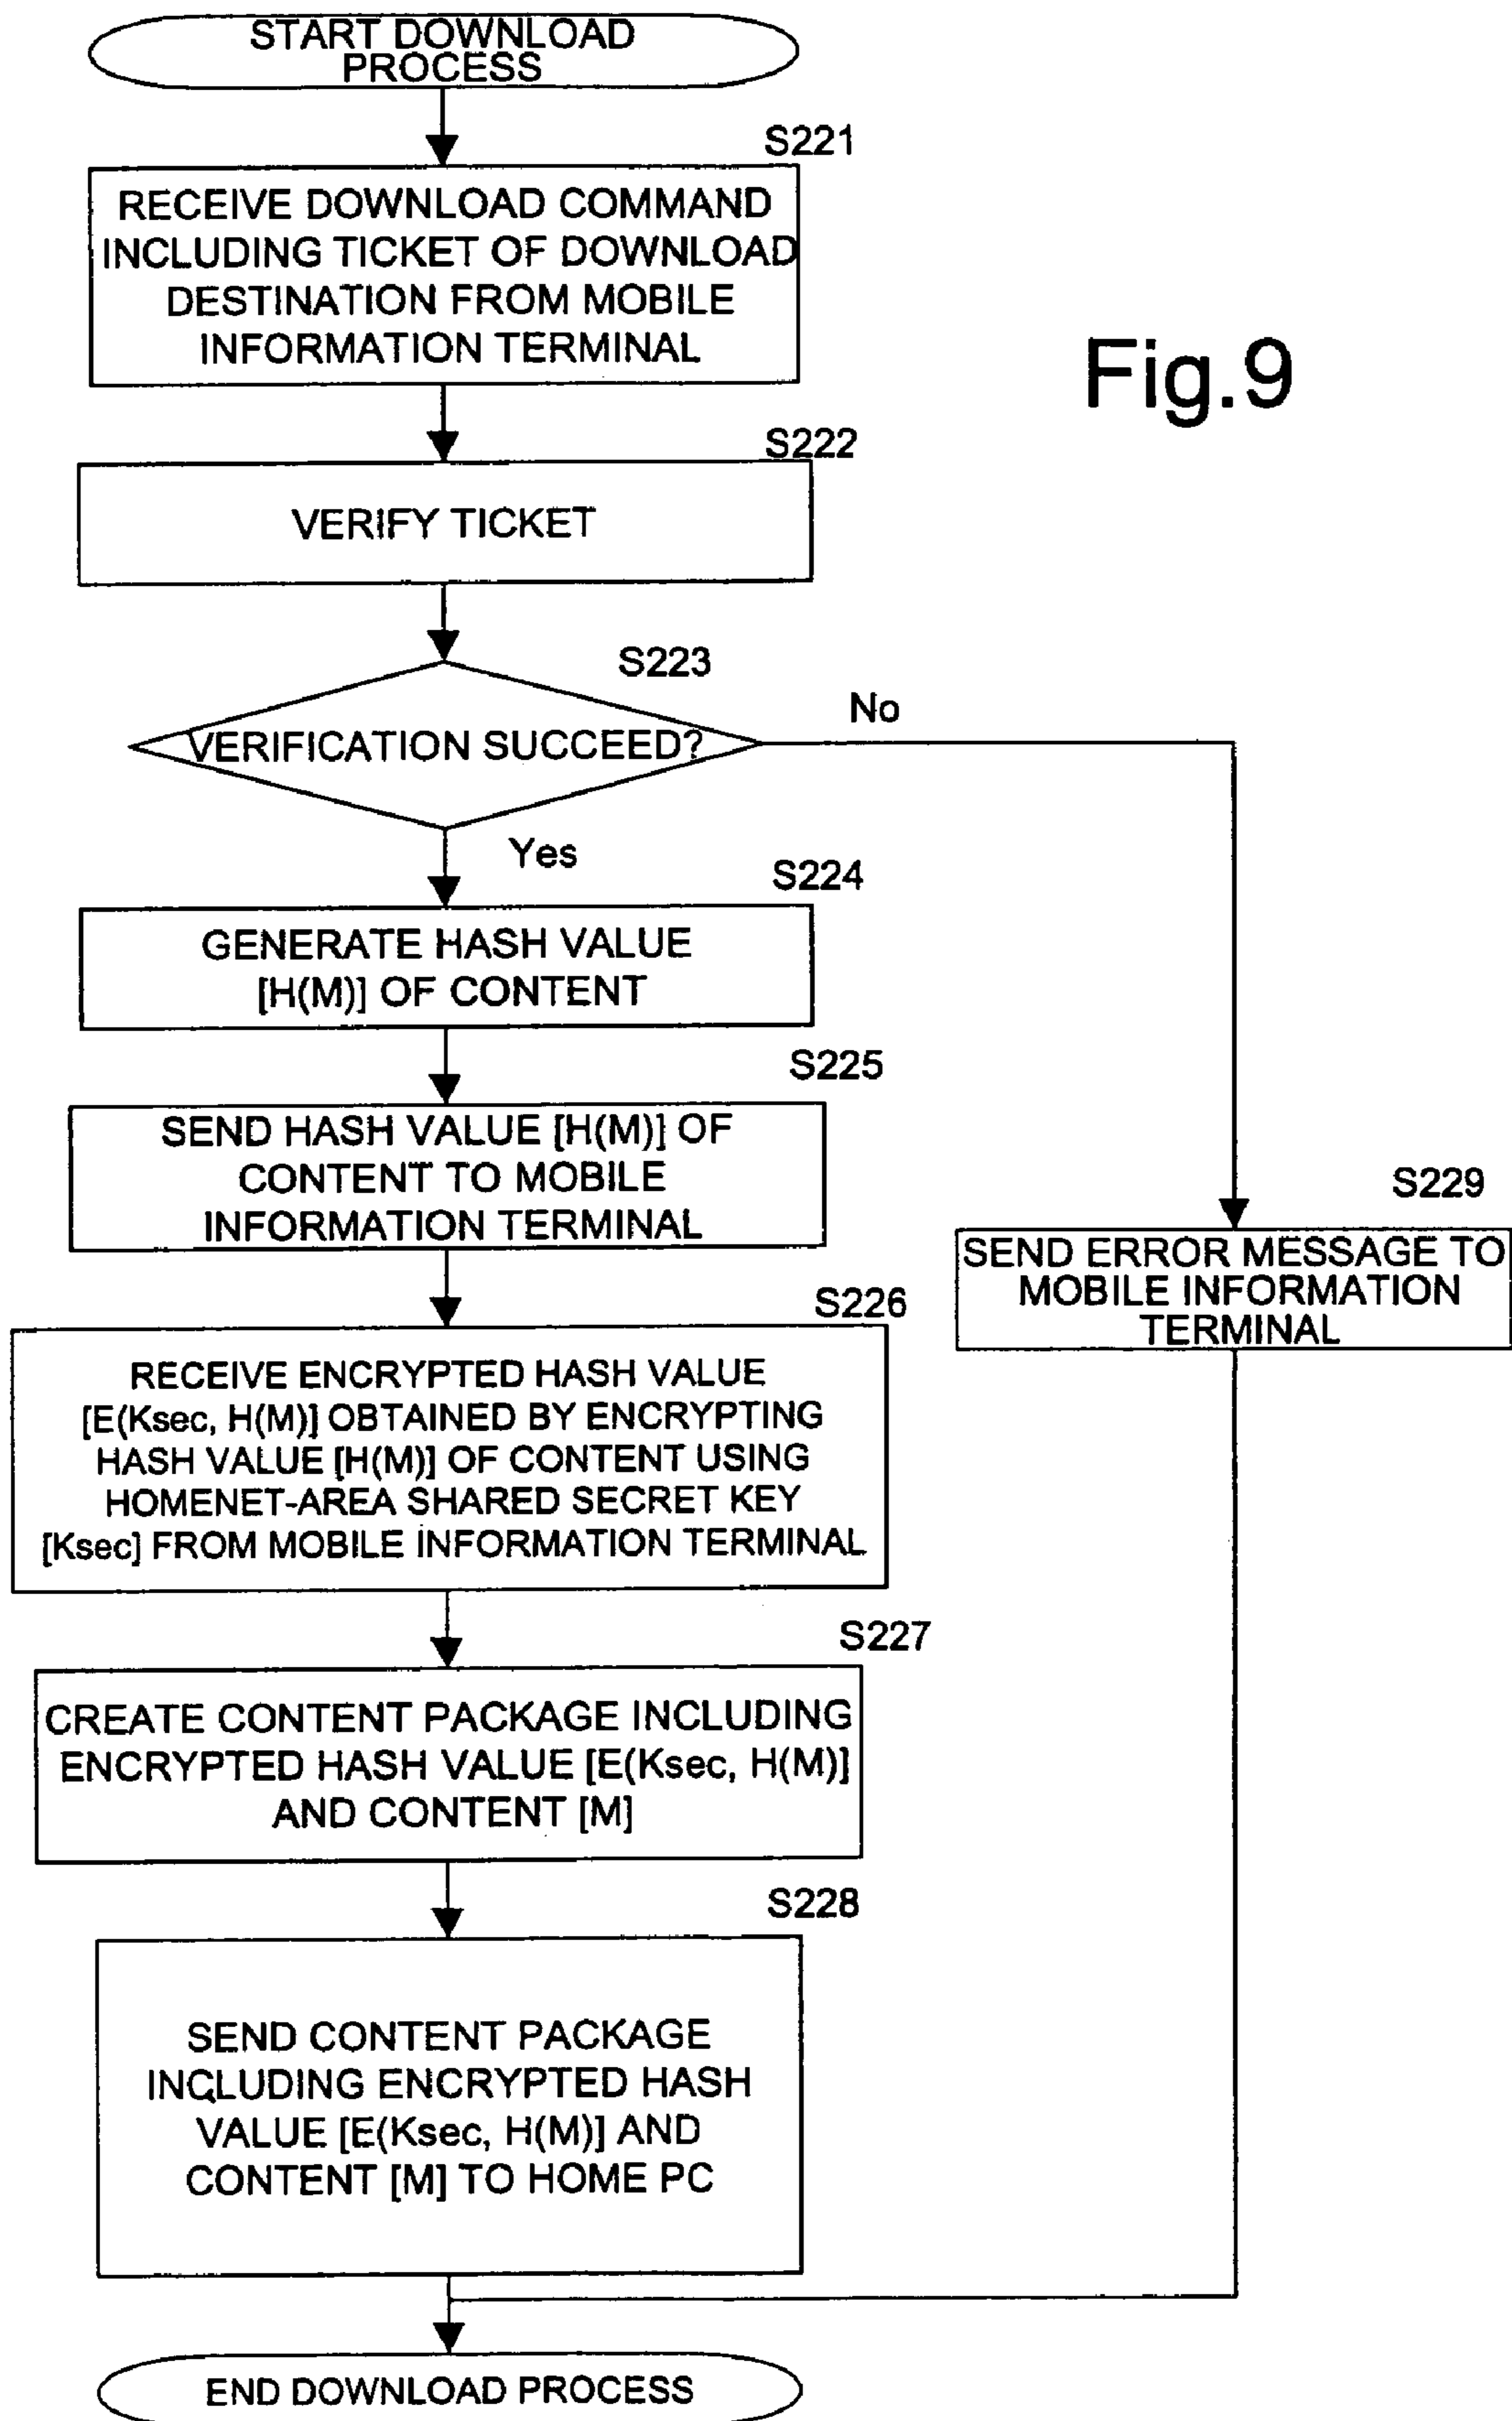 START DOWNLOAD
PROCESS
S221
RECEIVE DOWNLOAD COMMAND
INCLUDING TICKET OF DOWNLOAD
DESTINATION FROM MOBILE
INFORMATION TERMINAL
Fig.9
S222
VERIFY TICKET
S223
VERIFICATION SUCCEED?
No
Yes
S224
GENERATE HASH VALUE
[H(M)] OF CONTENT
S225
SEND HASH VALUE [H(M)] OF
CONTENT TO MOBILE
INFORMATION TERMINAL
S229
SEND ERROR MESSAGE TO
MOBILE INFORMATION
TERMINAL
S226
RECEIVE ENCRYPTED HASH VALUE
[E(Ksec, H(M)] OBTAINED BY ENCRYPTING
HASH VALUE [H(M)] OF CONTENT USING
HOMENET-AREA SHARED SECRET KEY
[Ksec] FROM MOBILE INFORMATION TERMINAL
S227
CREATE CONTENT PACKAGE INCLUDING
ENCRYPTED HASH VALUE [E(Ksec, H(M)]
AND CONTENT [M]
S228
SEND CONTENT PACKAGE
INCLUDING ENCRYPTED HASH
VALUE [E(Ksec, H(M)] AND
CONTENT [M] TO HOME PC
END DOWNLOAD PROCESS